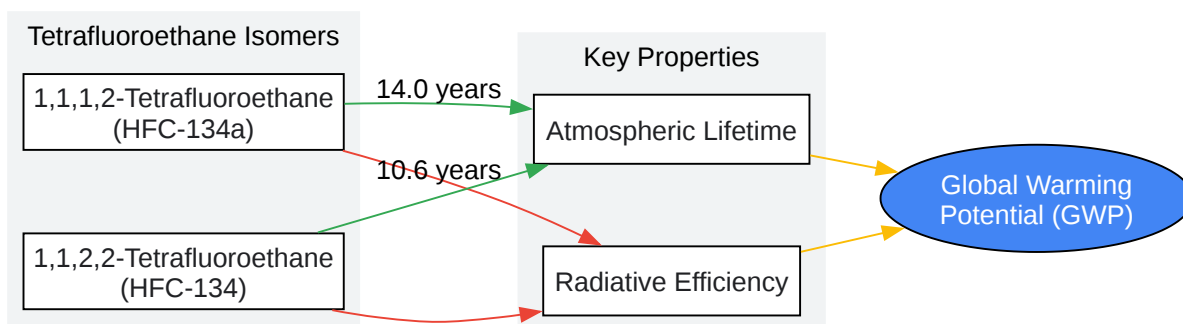 Tetrafluoroethane Isomers
1,1,1,2-Tetrafluoroethane
(HFC-134a)
1,1,2,2-Tetrafluoroethane
(HFC-134)
14.0 years
10.6 years
Key Properties
Atmospheric Lifetime
Radiative Efficiency
Global Warming
Potential (GWP)